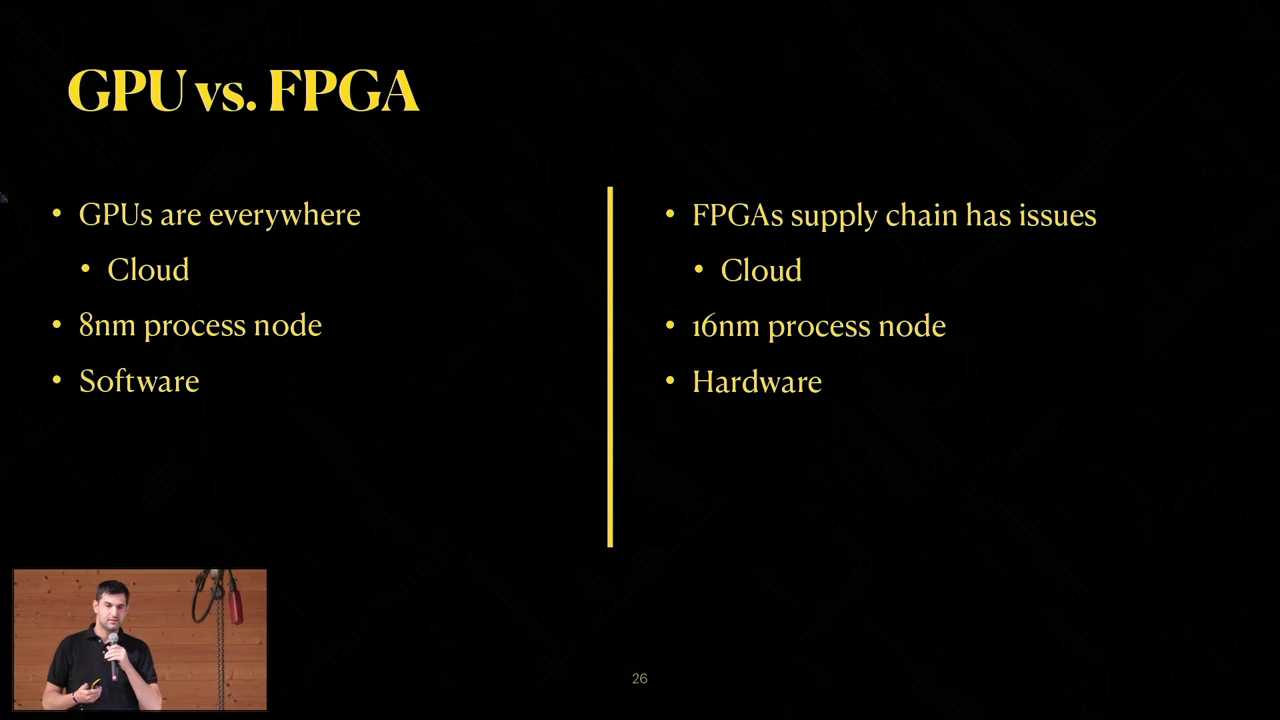 GPU vs. FPGA
• GPUs are everywhere
• Cloud
• 8nm process node
• Software
• FPGAs supply chain has issues
• Cloud
• 16nm process node
• Hardware
26